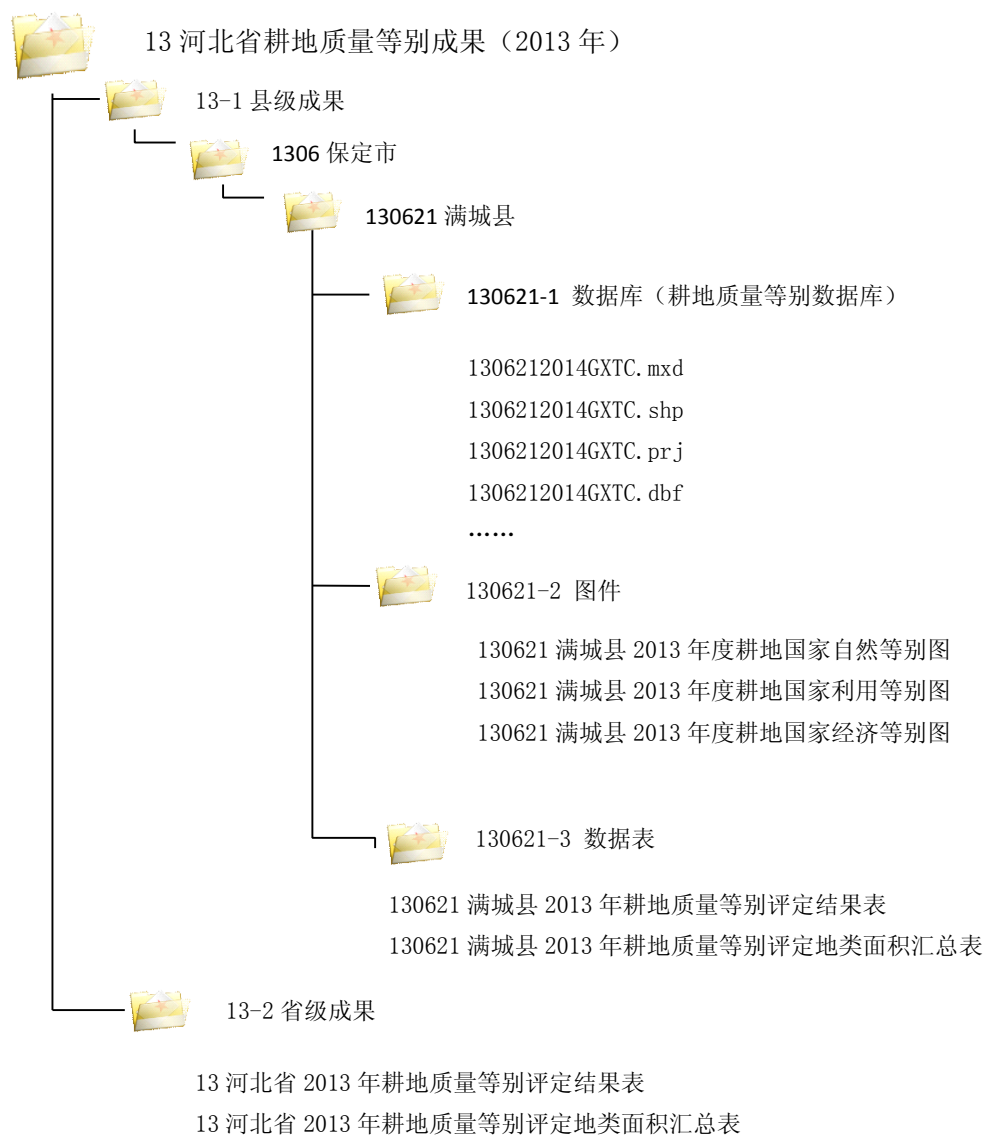 13 河北省耕地质量等别成果（2013 年）
13-1 县级成果
1306 保定市
130621 满城县
130621-1 数据库（耕地质量等别数据库）
1306212014GXTC.mxd
1306212014GXTC.shp
1306212014GXTC.prj
1306212014GXTC.dbf
……
130621-2 图件
130621 满城县 2013 年度耕地国家自然等别图
130621 满城县 2013 年度耕地国家利用等别图
130621 满城县 2013 年度耕地国家经济等别图
130621-3 数据表
130621 满城县 2013 年耕地质量等别评定结果表
130621 满城县 2013 年耕地质量等别评定地类面积汇总表
13-2 省级成果
13 河北省 2013 年耕地质量等别评定结果表
13 河北省 2013 年耕地质量等别评定地类面积汇总表